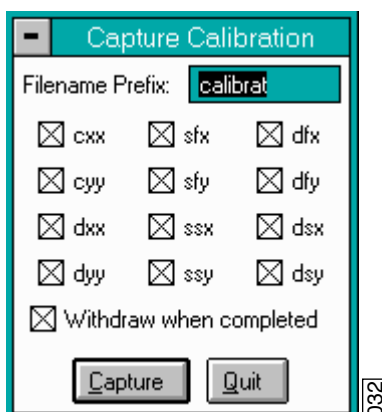 Capture Calibration
Filename Prefix: calibrat
cxx sfx dfx
cyy sfy dfy
dxx ssx dsx
dyy ssy dsy
Withdraw when completed
Capture Quit
032